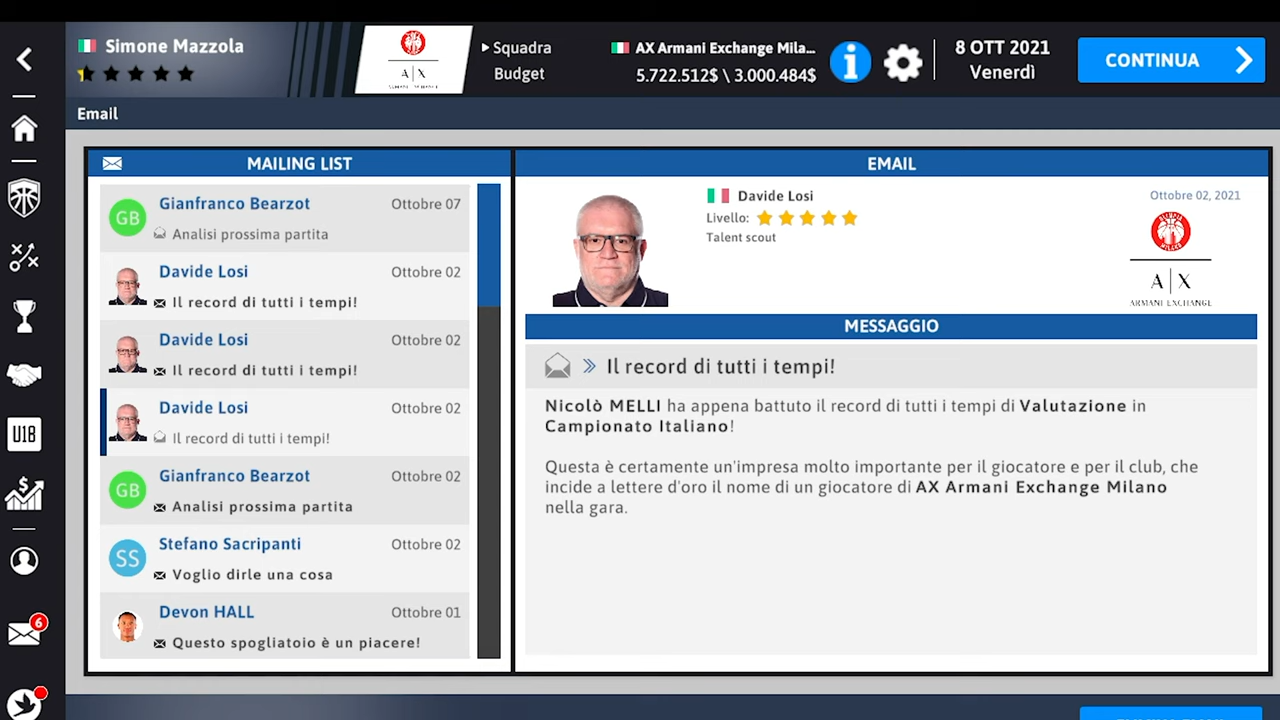 Simone Mazzola
A|X
ARMANI EXCHANGE
Squadra
Budget
AX Armani Exchange Mila...
5.722.512$ \ 3.000.484$
8 OTT 2021
Venerdì
CONTINUA
Email
MAILING LIST
GB
Gianfranco Bearzot
Ottobre 07
Analisi prossima partita
Davide Losi
Ottobre 02
Il record di tutti i tempi!
Davide Losi
Ottobre 02
Il record di tutti i tempi!
Davide Losi
Ottobre 02
Il record di tutti i tempi!
GB
Gianfranco Bearzot
Ottobre 02
Analisi prossima partita
SS
Stefano Sacripanti
Ottobre 02
Voglio dirle una cosa
Devon HALL
Ottobre 01
Questo spogliatoio è un piacere!
U18
6
EMAIL
Davide Losi
Livello:
Talent scout
Ottobre 02, 2021
A|X
ARMANI EXCHANGE
MESSAGGIO
Il record di tutti i tempi!
Nicolò MELLI ha appena battuto il record di tutti i tempi di Valutazione in
Campionato Italiano!
Questa è certamente un'impresa molto importante per il giocatore e per il club, che
incide a lettere d'oro il nome di un giocatore di AX Armani Exchange Milano
nella gara.